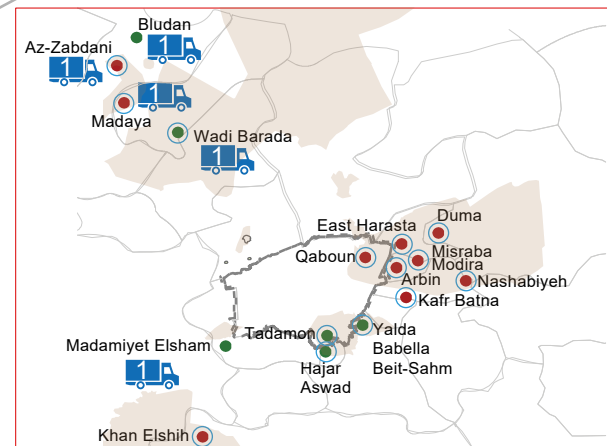 Bludan
1
Az-Zabdani
1
1
Madaya
Wadi Barada
1
Duma
East Harasta
Misraba
Qaboun
Modira
Arbin
Nashabiyeh
Kafr Batna
Tadamon
Yalda
Madamiyet Elsham
Babella
Hajar
Beit-Sahm
Aswad
1
Khan Elshih